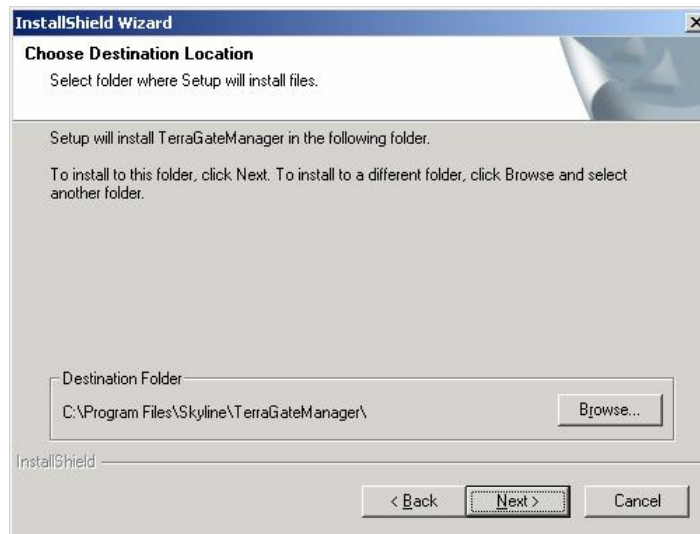 InstallShield Wizard
Choose Destination Location
Select folder where Setup will install files.
Setup will install TerraGateManager in the following folder.
To install to this folder, click Next. To install to a different folder, click Browse and select
another folder.
Destination Folder
C:\Program Files\Skyline\TerraGateManager\
Browse...
InstallShield
< Back
Next >
Cancel